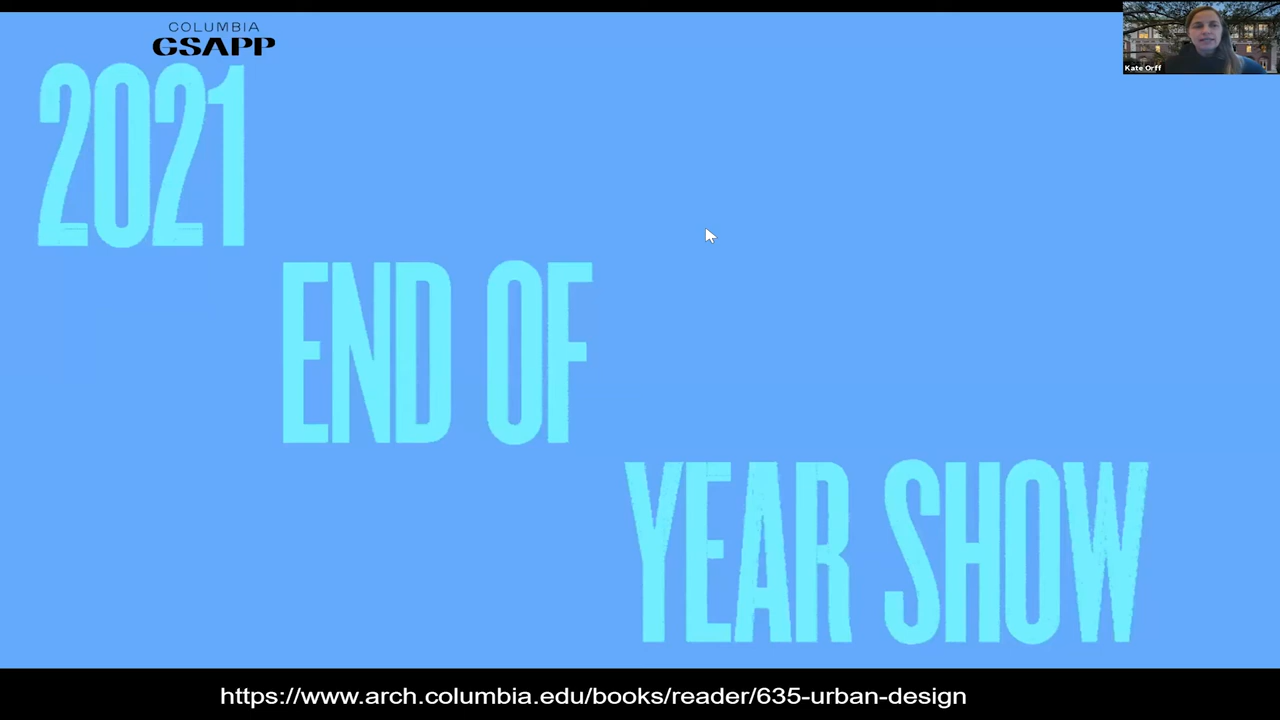 COLUMBIA
GSAPP
Kate Orff
2021
END OF
YEAR SHOW
https://www.arch.columbia.edu/books/reader/635-urban-design